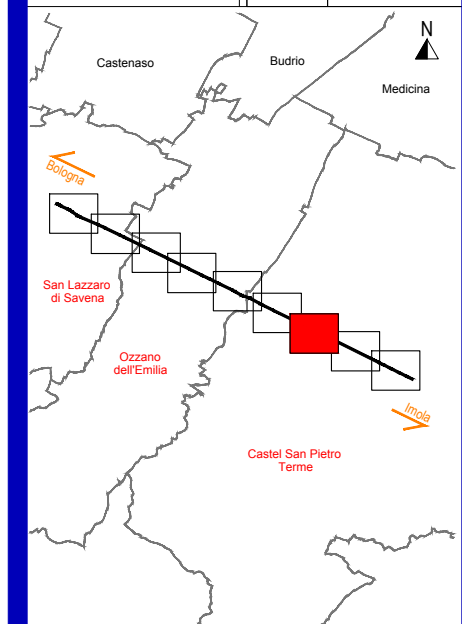 N
Castenaso
Budrio
Medicina
Bologna
San Lazzaro
di Savena
Ozzano
dell'Emilia
Imola
Castel San Pietro
Terme